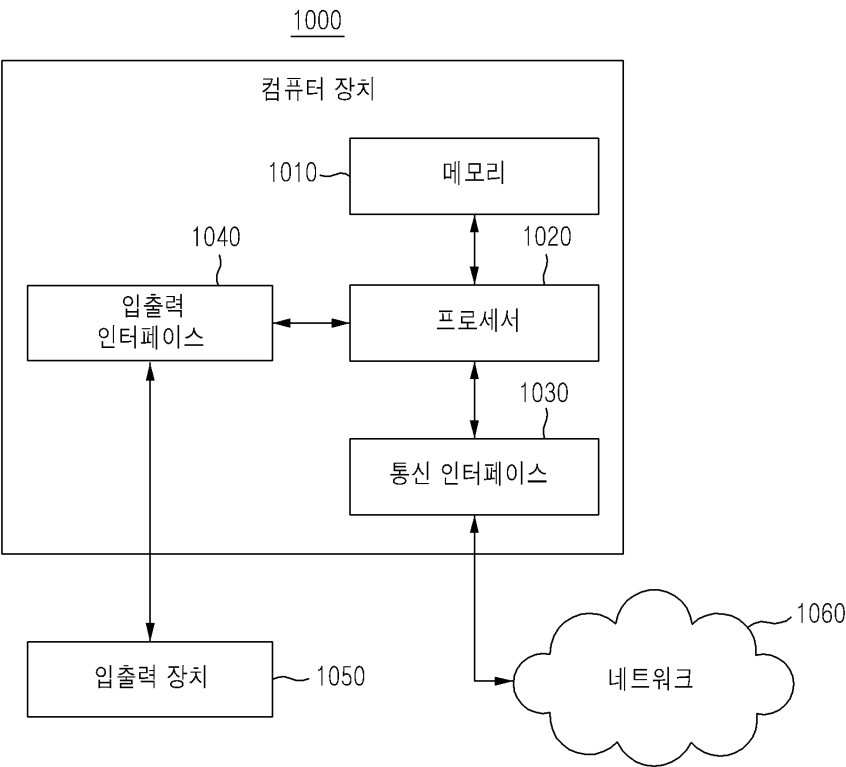 1000
컴퓨터 장치
1010
메모리
1040
1020
입출력
인터페이스
프로세서
1030
통신 인터페이스
1060
입출력 장치
1050
네트워크